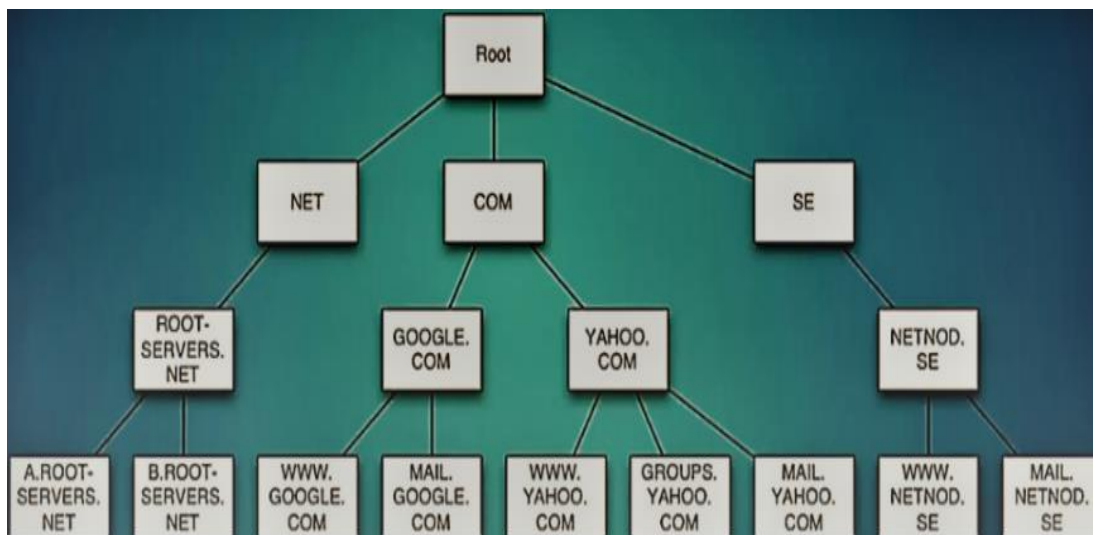 Root
NET
COM
SE
ROOT-
SERVERS.
NET
GOOGLE.
COM
YAHOO.
COM
NETNOD.
SE
A.ROOT-
SERVERS.
NET
B.ROOT-
SERVERS.
NET
WWW.
GOOGLE.
COM
MAIL.
GOOGLE.
COM
WWW.
YAHOO.
COM
GROUPS.
YAHOO.
COM
MAIL.
YAHOO.
COM
WWW.
NETNOD.
SE
MAIL.
NETNOD.
SE